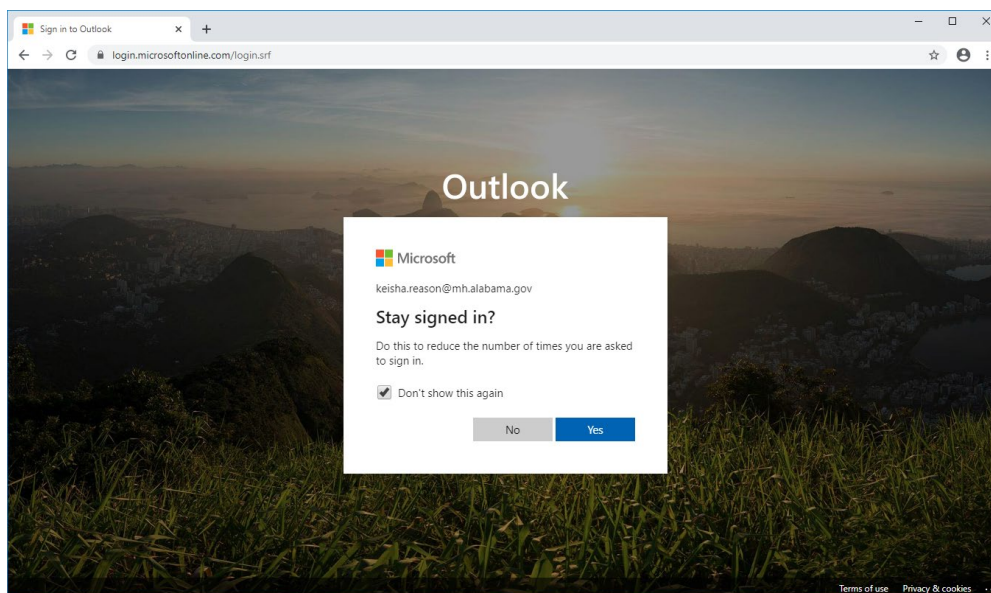 Sign in to Outlook
login.microsoftonline.com/login.srf
Outlook
Microsoft
keisha.reason@mh.alabama.gov
Stay signed in?
Do this to reduce the number of times you are asked
to sign in.
Don't show this again
No Yes
Terms of use Privacy & cookies